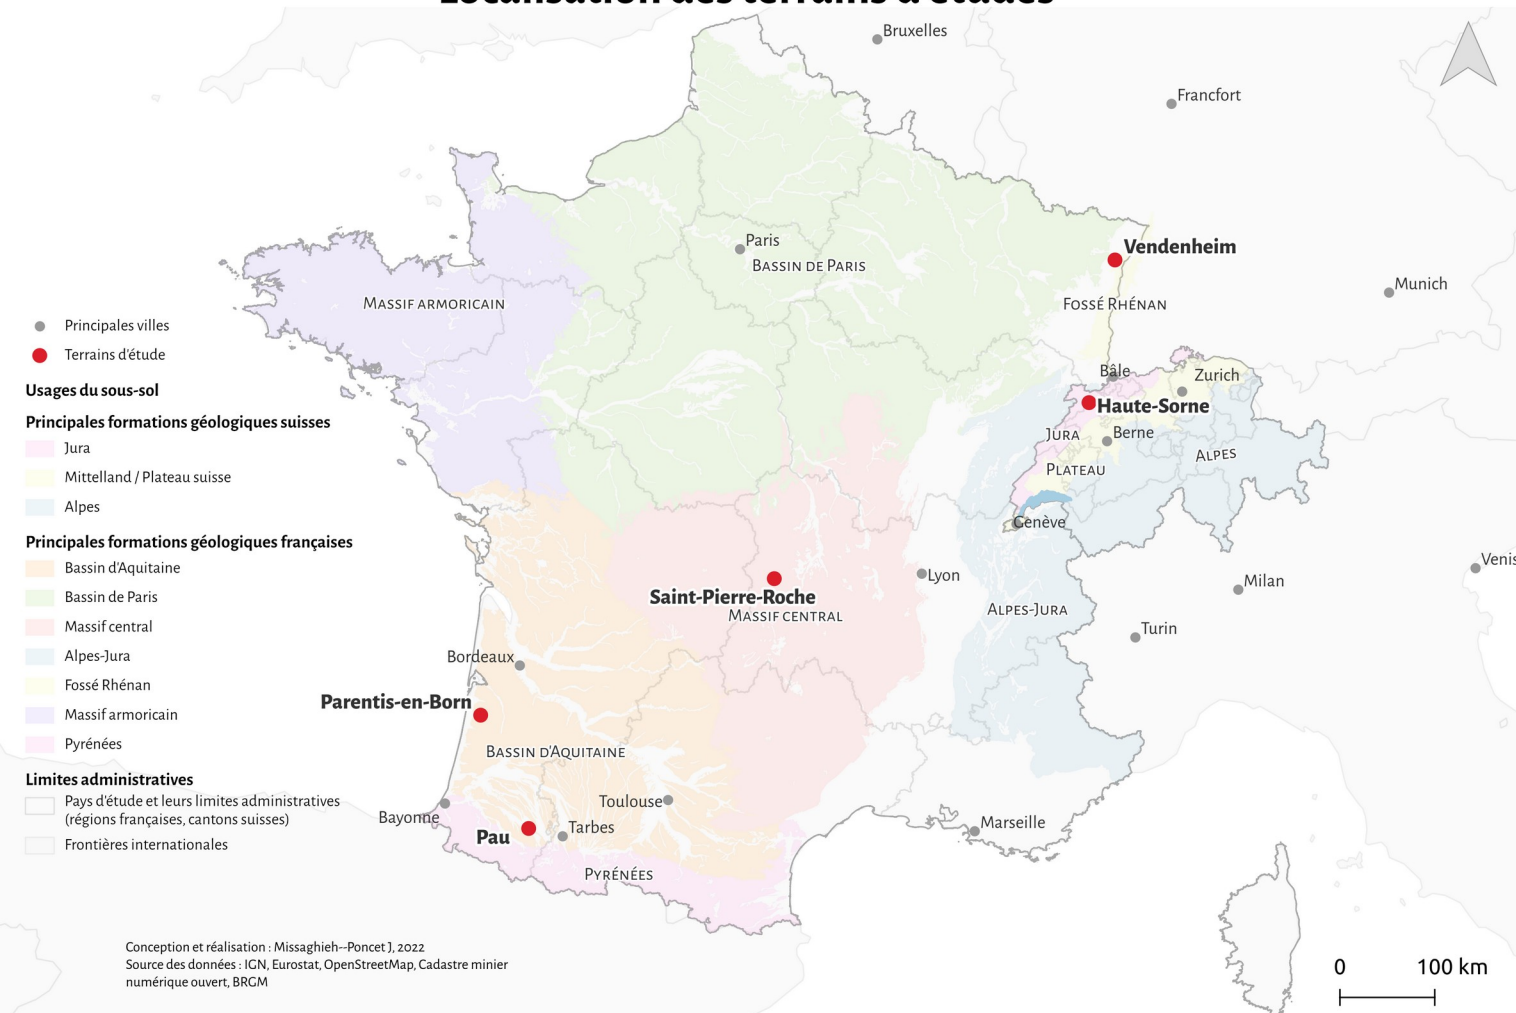 Localisation des terrains d'études
Bruxelles
Francfort
Paris
BASSIN DE PARIS
Vendenheim
Munich
MASSIF ARMORICAIN
FOSSÉ RHÉNAN
Bâle
Zurich
Haute-Sorne
JURA
Berne
ALPES
PLATEAU
Genève
Lyon
Saint-Pierre-Roche
MASSIF CENTRAL
ALPES-JURA
Milan
Venis
Turin
Bordeaux
Parentis-en-Born
BASSIN D'AQUITAINE
Toulouse
Bayonne
Tarbes
Pau
PYRÉNÉES
Marseille
Principales villes
Terrains d'étude
Usages du sous-sol
Principales formations géologiques suisses
Jura
Mittelland / Plateau suisse
Alpes
Principales formations géologiques françaises
Bassin d'Aquitaine
Bassin de Paris
Massif central
Alpes-Jura
Fossé Rhénan
Massif armoricain
Pyrénées
Limites administratives
Pays d'étude et leurs limites administratives
(régions françaises, cantons suisses)
Frontières internationales
Conception et réalisation : Missaghieh--Poncet J, 2022
Source des données : IGN, Eurostat, OpenStreetMap, Cadastre minier
numérique ouvert, BRGM
0 100 km